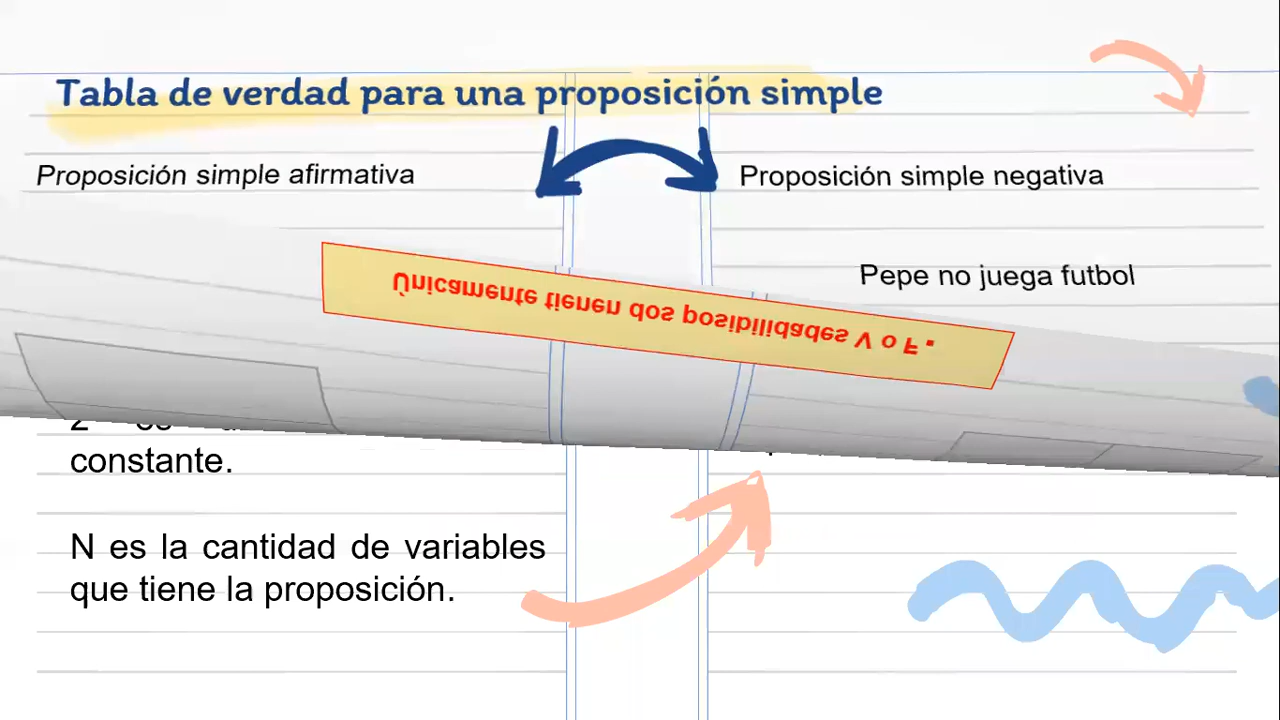 Tabla de verdad para una proposición simple
Proposición simple afirmativa
Proposición simple negativa
Pepe no juega futbol
Únicamente tienen dos posibilidades V o F.
constante.
N es la cantidad de variables
que tiene la proposición.